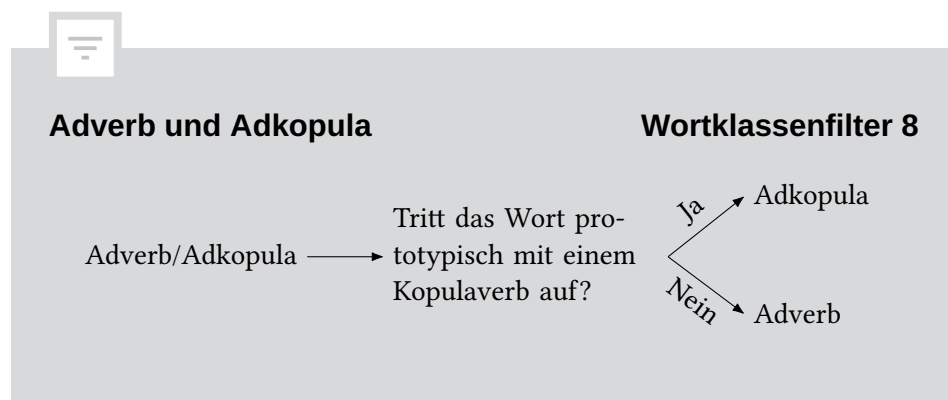 Adverb und Adkopula
Wortklassenfilter 8
Adverb/Adkopula
Tritt das Wort pro-
totypisch mit einem
Kopulaverb auf?
Ja
Adkopula
Nein
Adverb